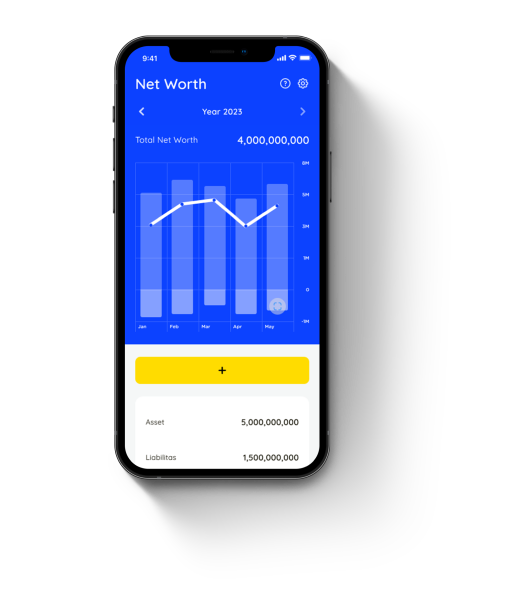 9:41
Net Worth
Year 2023
Total Net Worth 4,000,000,000
8M
5M
3M
1M
0
-1M
Jan Feb Mar Apr May
+
Asset 5,000,000,000
Liabilitas 1,500,000,000